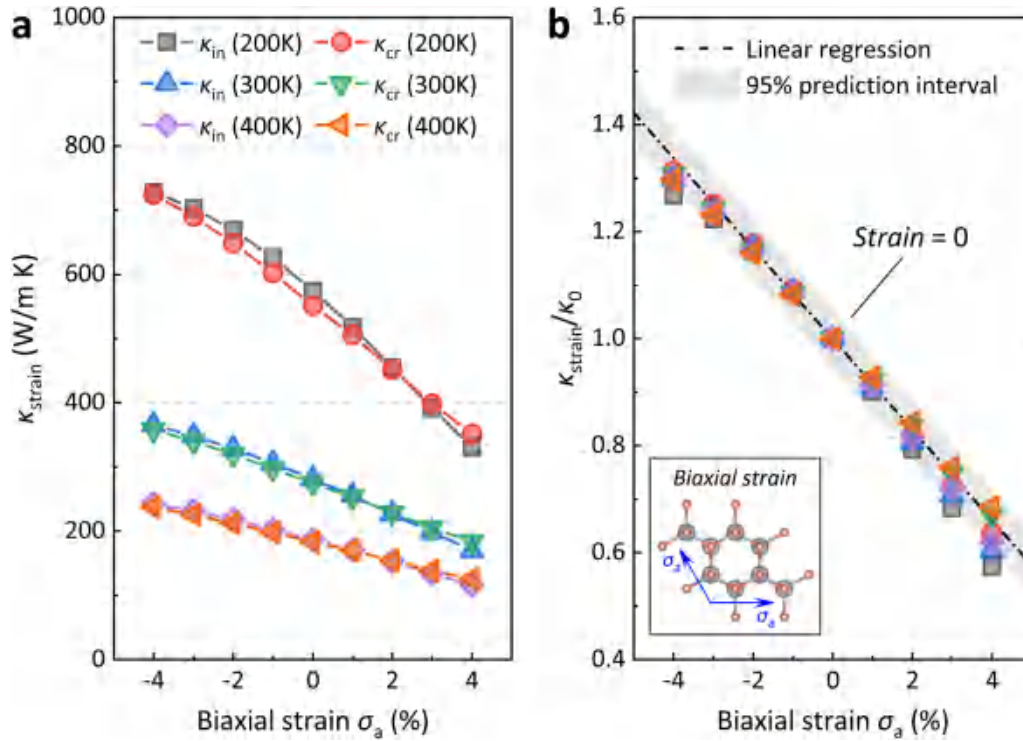 a
κin (200K) κcr (200K)
κin (300K) κcr (300K)
κin (400K) κcr (400K)
1000
800
600
400
200
0
κstrain (W/m K)
-4 -2 0 2 4
Biaxial strain σa (%)
b
Linear regression
95% prediction interval
Strain = 0
1.6
1.4
1.2
1.0
0.8
0.6
0.4
κstrain/κ0
Biaxial strain
σa
σa
-4 -2 0 2 4
Biaxial strain σa (%)